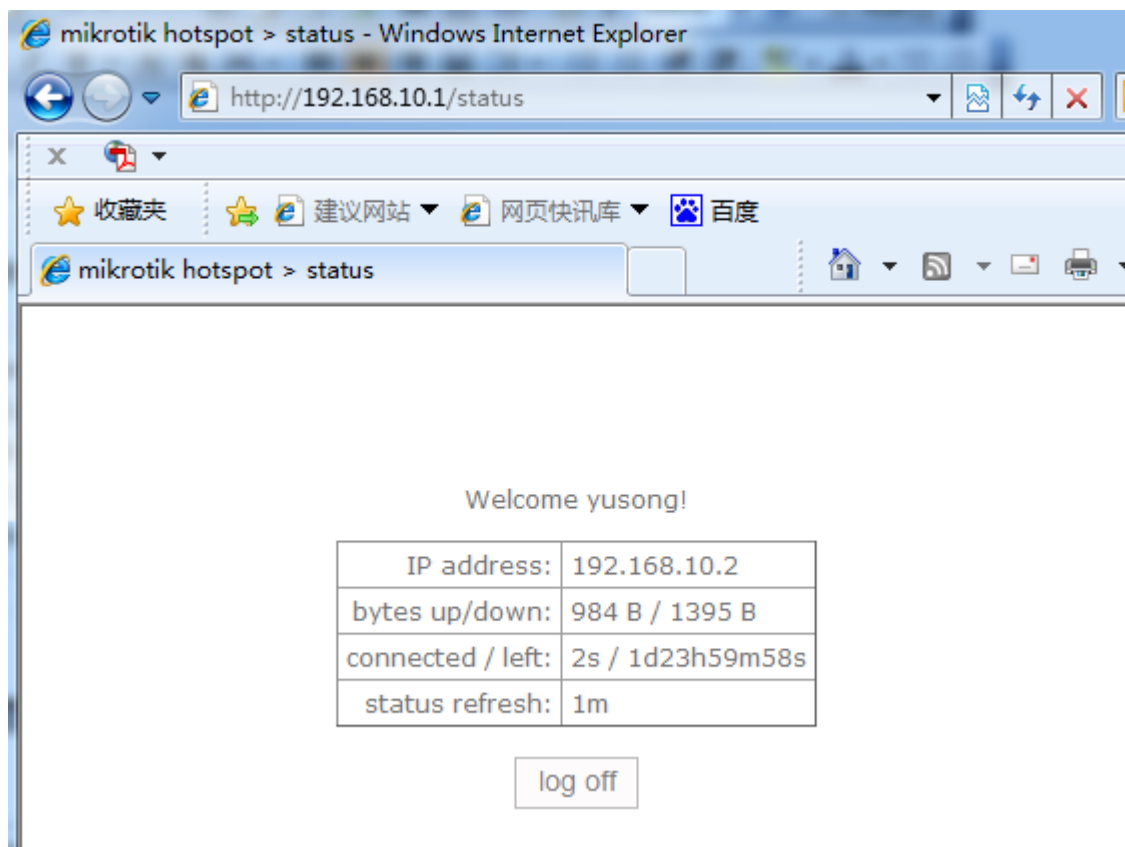 mikrotik hotspot > status - Windows Internet Explorer
http://192.168.10.1/status
x
收藏夹 建议网站 网页快讯库 百度
mikrotik hotspot > status
Welcome yusong!
IP address: 192.168.10.2
bytes up/down: 984 B / 1395 B
connected / left: 2s / 1d23h59m58s
status refresh: 1m
log off